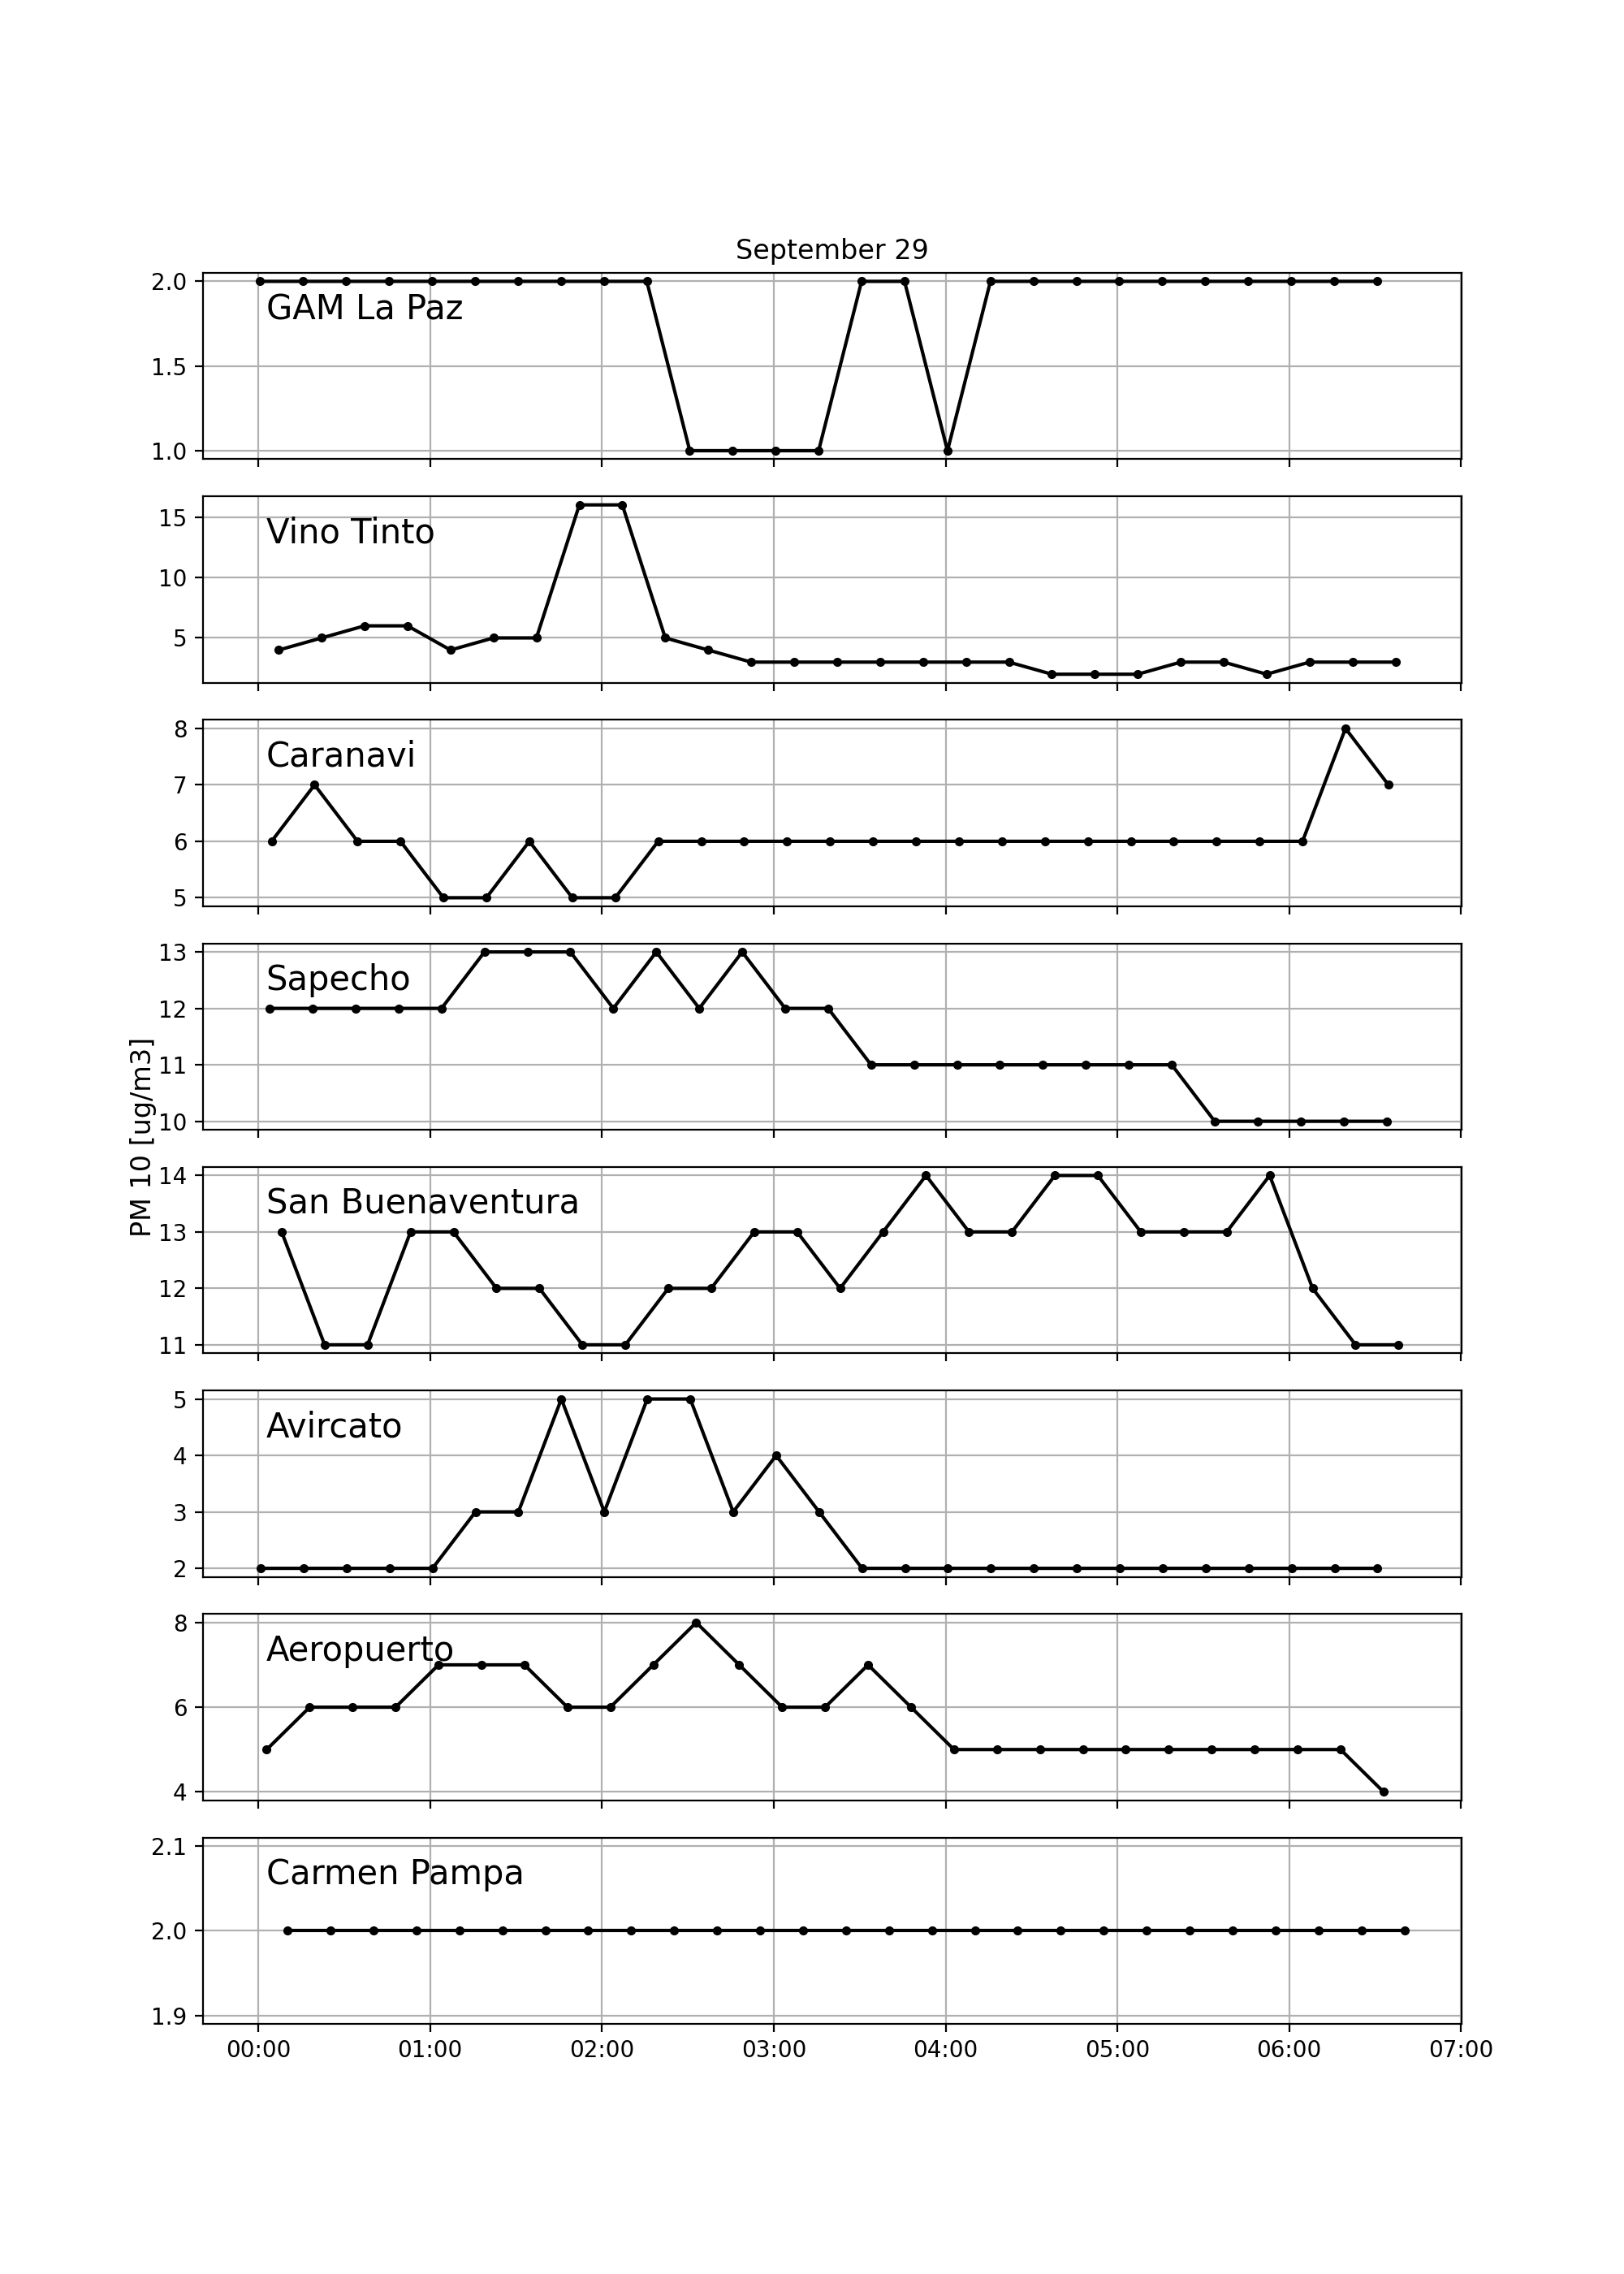 September 29
2.0
GAM La Paz
1.5
1.0
15
Vino Tinto
10
5
8
Caranavi
7
6
5
13
Sapecho
12
11
10
PM 10 [ug/m3]
14
San Buenaventura
13
12
11
5
Avircato
4
3
2
8
Aeropuerto
6
4
2.1
Carmen Pampa
2.0
1.9
00:00 01:00 02:00 03:00 04:00 05:00 06:00 07:00